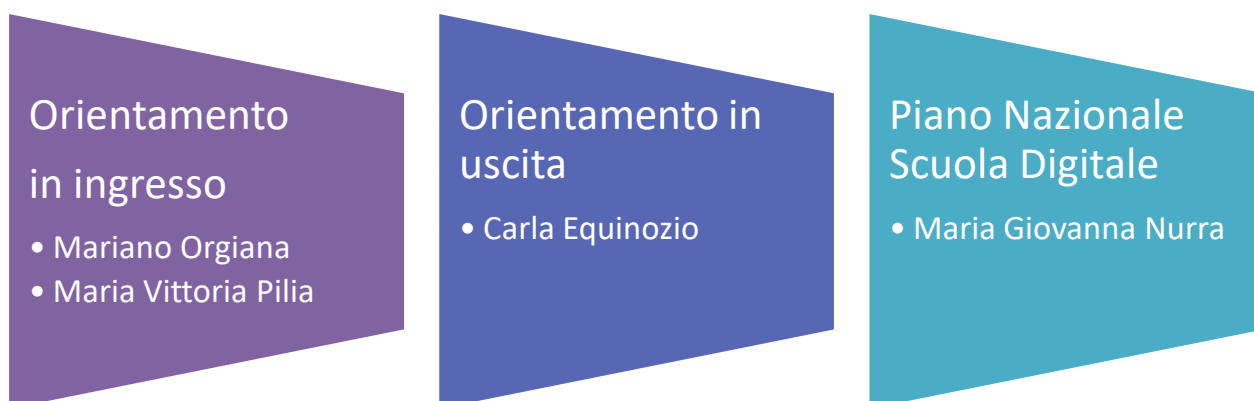 Orientamento
in ingresso
• Mariano Orgiana
• Maria Vittoria Pilia
Orientamento in
uscita
• Carla Equinozio
Piano Nazionale
Scuola Digitale
• Maria Giovanna Nurra